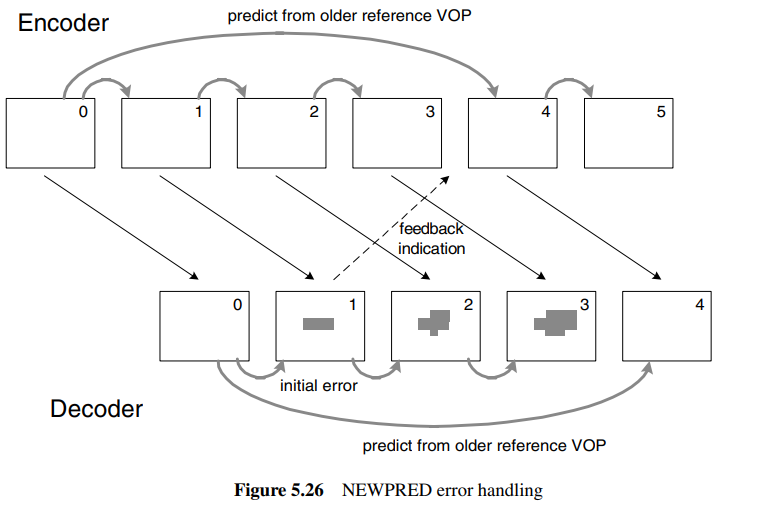 predict from older reference VOP
Encoder
0
1
2
3
4
5
feedback
indication
0
1
2
3
4
initial error
Decoder
predict from older reference VOP
Figure 5.26 NEWPRED error handling